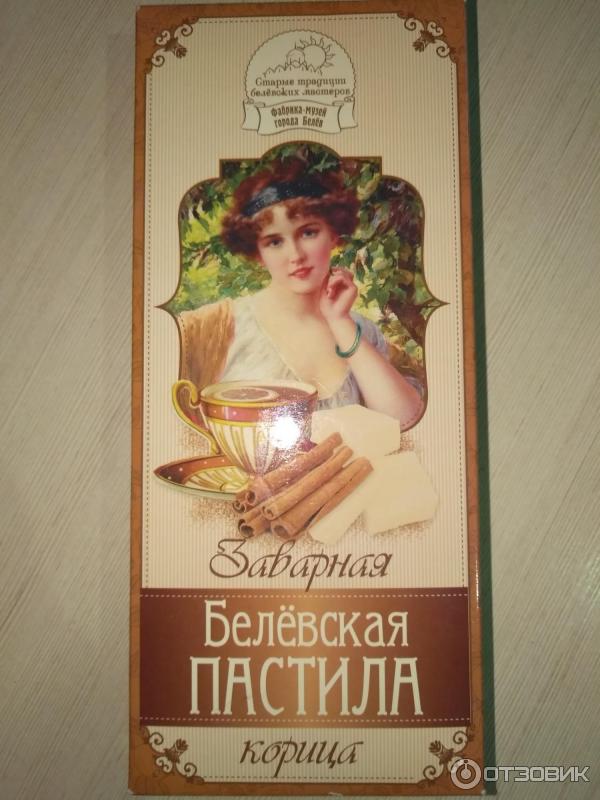 Старые традиции
белёвских мастеров
Фабрика-музей
города Белёв
Заварная
Белёвская
ПАСТИЛА
корица
ОТЗОВИК